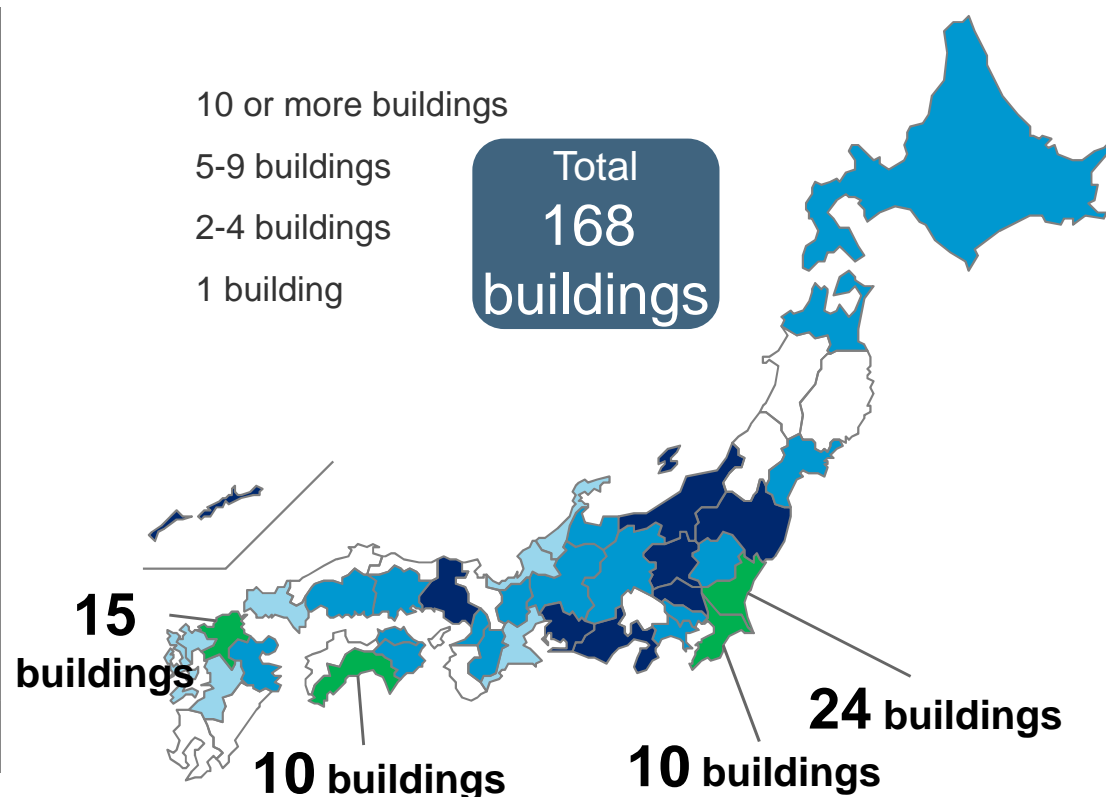 10 or more buildings
5-9 buildings
2-4 buildings
1 building
Total
168
buildings
15
buildings
10 buildings
10 buildings
24 buildings